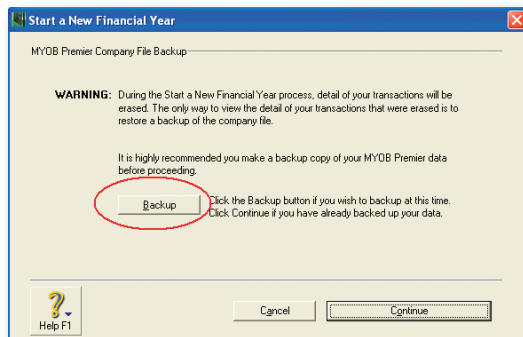 Start a New Financial Year
MYOB Premier Company File Backup
WARNING: During the Start a New Financial Year process, detail of your transactions will be
erased. The only way to view the detail of your transactions that were erased is to
restore a backup of the company file.
It is highly recommended you make a backup copy of your MYOB Premier data
before proceeding.
Backup
Click the Backup button if you wish to backup at this time.
Click Continue if you have already backed up your data.
Help F1
Cancel
Continue